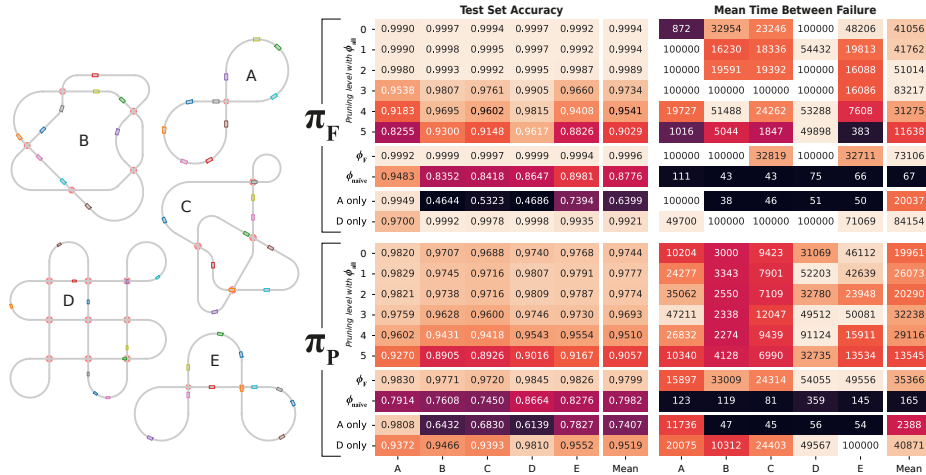 Test Set Accuracy Mean Time Between Failure
A
B
C
D
E
π_F
Pruning level with ϕ_all
0 0.9990 0.9997 0.9994 0.9997 0.9992 0.9994 872 32954 23246 100000 48206 41056
1 0.9990 0.9998 0.9995 0.9997 0.9992 0.9994 100000 16230 18336 54432 19813 41762
2 0.9980 0.9993 0.9992 0.9995 0.9987 0.9989 100000 19591 19392 100000 16088 51014
3 0.9538 0.9807 0.9761 0.9905 0.9660 0.9734 100000 100000 100000 100000 16086 83217
4 0.9183 0.9695 0.9602 0.9815 0.9408 0.9541 19727 51488 24262 53288 7608 31275
5 0.8255 0.9300 0.9148 0.9617 0.8826 0.9029 1016 5044 1847 49898 383 11638
ϕ_∀ 0.9992 0.9999 0.9997 0.9999 0.9994 0.9996 100000 100000 32819 100000 32711 73106
ϕ_naïve 0.9483 0.8352 0.8418 0.8647 0.8981 0.8776 111 43 43 75 66 67
A only 0.9949 0.4644 0.5323 0.4686 0.7394 0.6399 100000 38 46 51 50 20037
D only 0.9700 0.9992 0.9978 0.9998 0.9935 0.9921 49700 100000 100000 100000 71069 84154
π_P
Pruning level with ϕ_all
0 0.9820 0.9707 0.9688 0.9740 0.9768 0.9744 10204 3000 9423 31069 46112 19961
1 0.9829 0.9745 0.9716 0.9807 0.9791 0.9777 24277 3343 7901 52203 42639 26073
2 0.9821 0.9738 0.9716 0.9809 0.9787 0.9774 35062 2550 7109 32780 23948 20290
3 0.9759 0.9628 0.9600 0.9746 0.9730 0.9693 47211 2338 12047 49512 50081 32238
4 0.9602 0.9431 0.9418 0.9543 0.9554 0.9510 26832 2274 9439 91124 15911 29116
5 0.9270 0.8905 0.8926 0.9016 0.9167 0.9057 10340 4128 6990 32735 13534 13545
ϕ_∀ 0.9830 0.9771 0.9720 0.9845 0.9826 0.9799 15897 33009 24314 54055 49556 35366
ϕ_naïve 0.7914 0.7608 0.7450 0.8664 0.8276 0.7982 123 119 81 359 145 165
A only 0.9808 0.6432 0.6830 0.6139 0.7827 0.7407 11736 47 45 56 54 2388
D only 0.9372 0.9466 0.9393 0.9810 0.9552 0.9519 20075 10312 24403 49567 100000 40871
A B C D E Mean A B C D E Mean